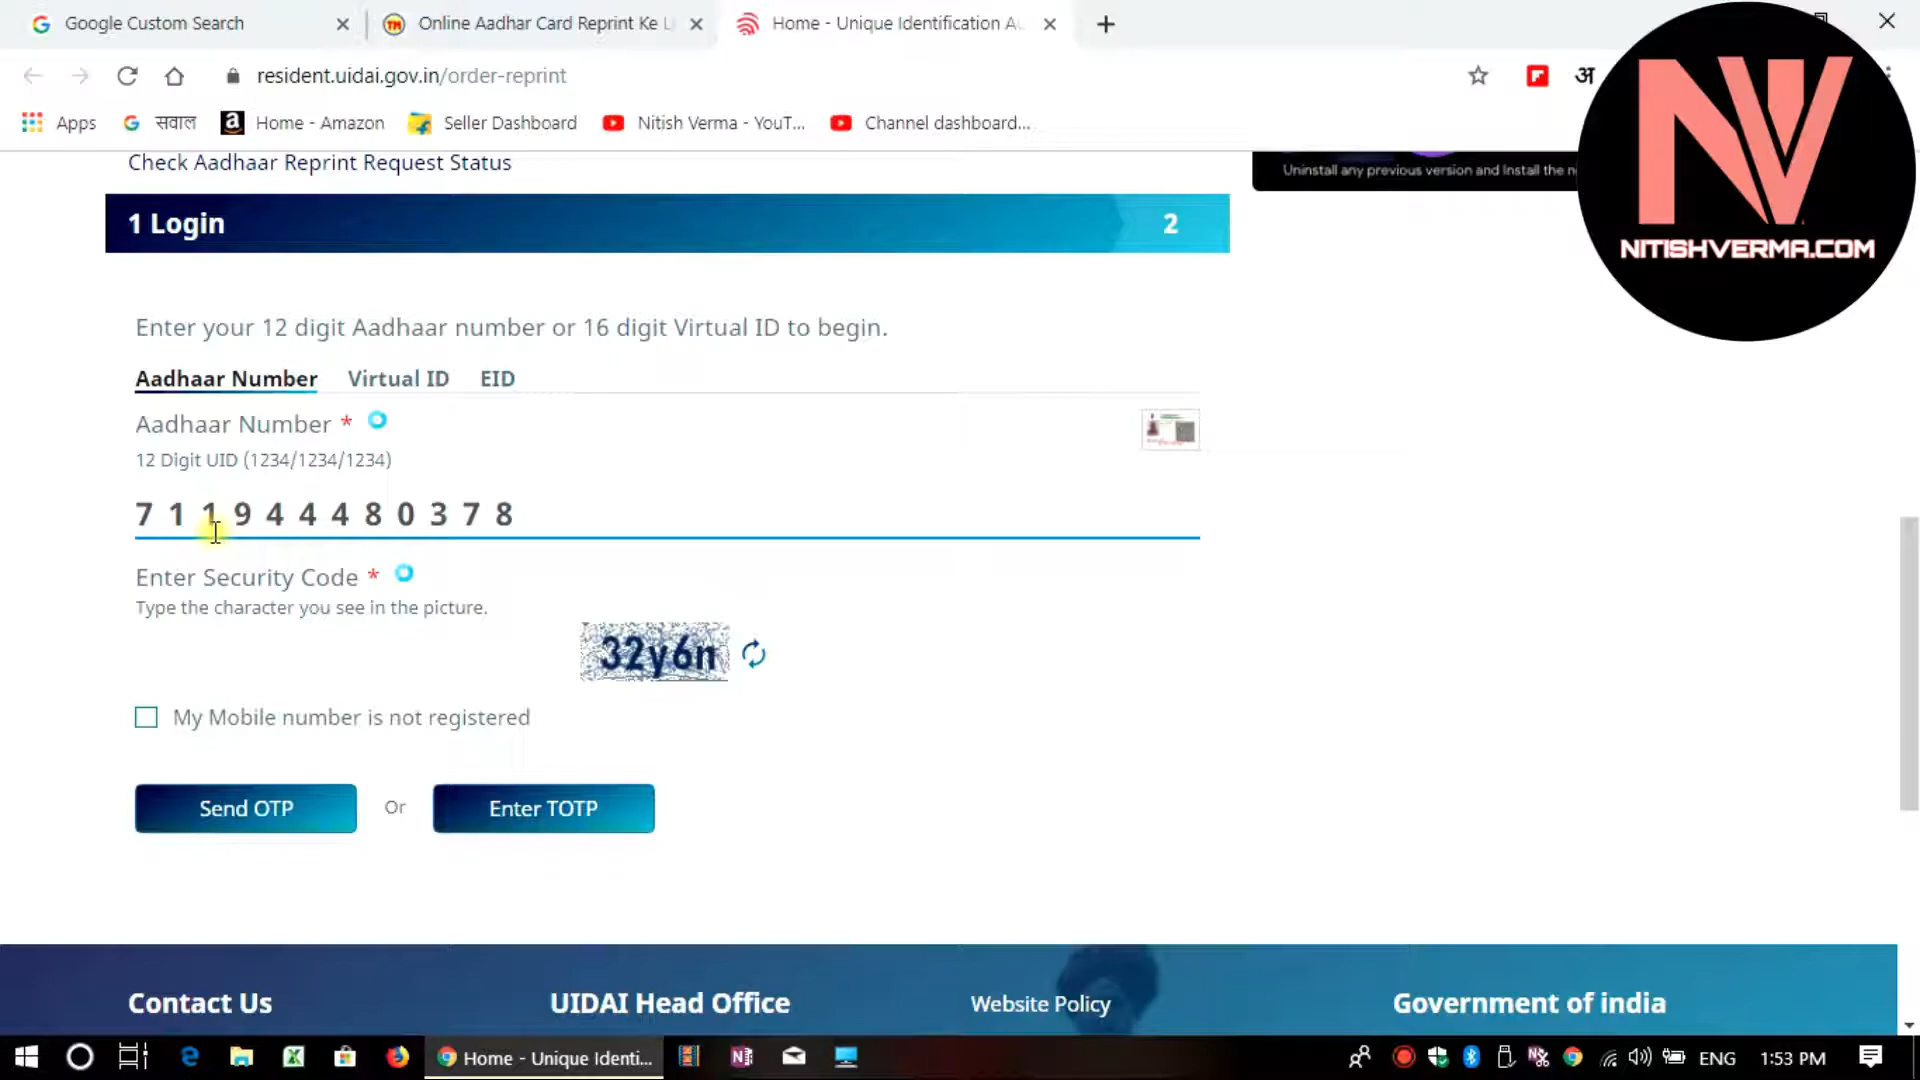 Google Custom Search
Online Aadhar Card Reprint Ke Li
Home - Unique Identification Au
resident.uidai.gov.in/order-reprint
अ
Apps
सवाल
Home - Amazon
Seller Dashboard
Nitish Verma - YouT...
Channel dashboard...
NV
NITISHVERMA.COM
Check Aadhaar Reprint Request Status
Uninstall any previous version and Install the n
1 Login
2
Enter your 12 digit Aadhaar number or 16 digit Virtual ID to begin.
Aadhaar Number
Virtual ID
EID
Aadhaar Number *
12 Digit UID (1234/1234/1234)
7 1 1 9 4 4 4 8 0 3 7 8
Enter Security Code *
Type the character you see in the picture.
32y6n
My Mobile number is not registered
Send OTP
Or
Enter TOTP
Contact Us
UIDAI Head Office
Website Policy
Government of india
Home - Unique Identi...
ENG
1:53 PM